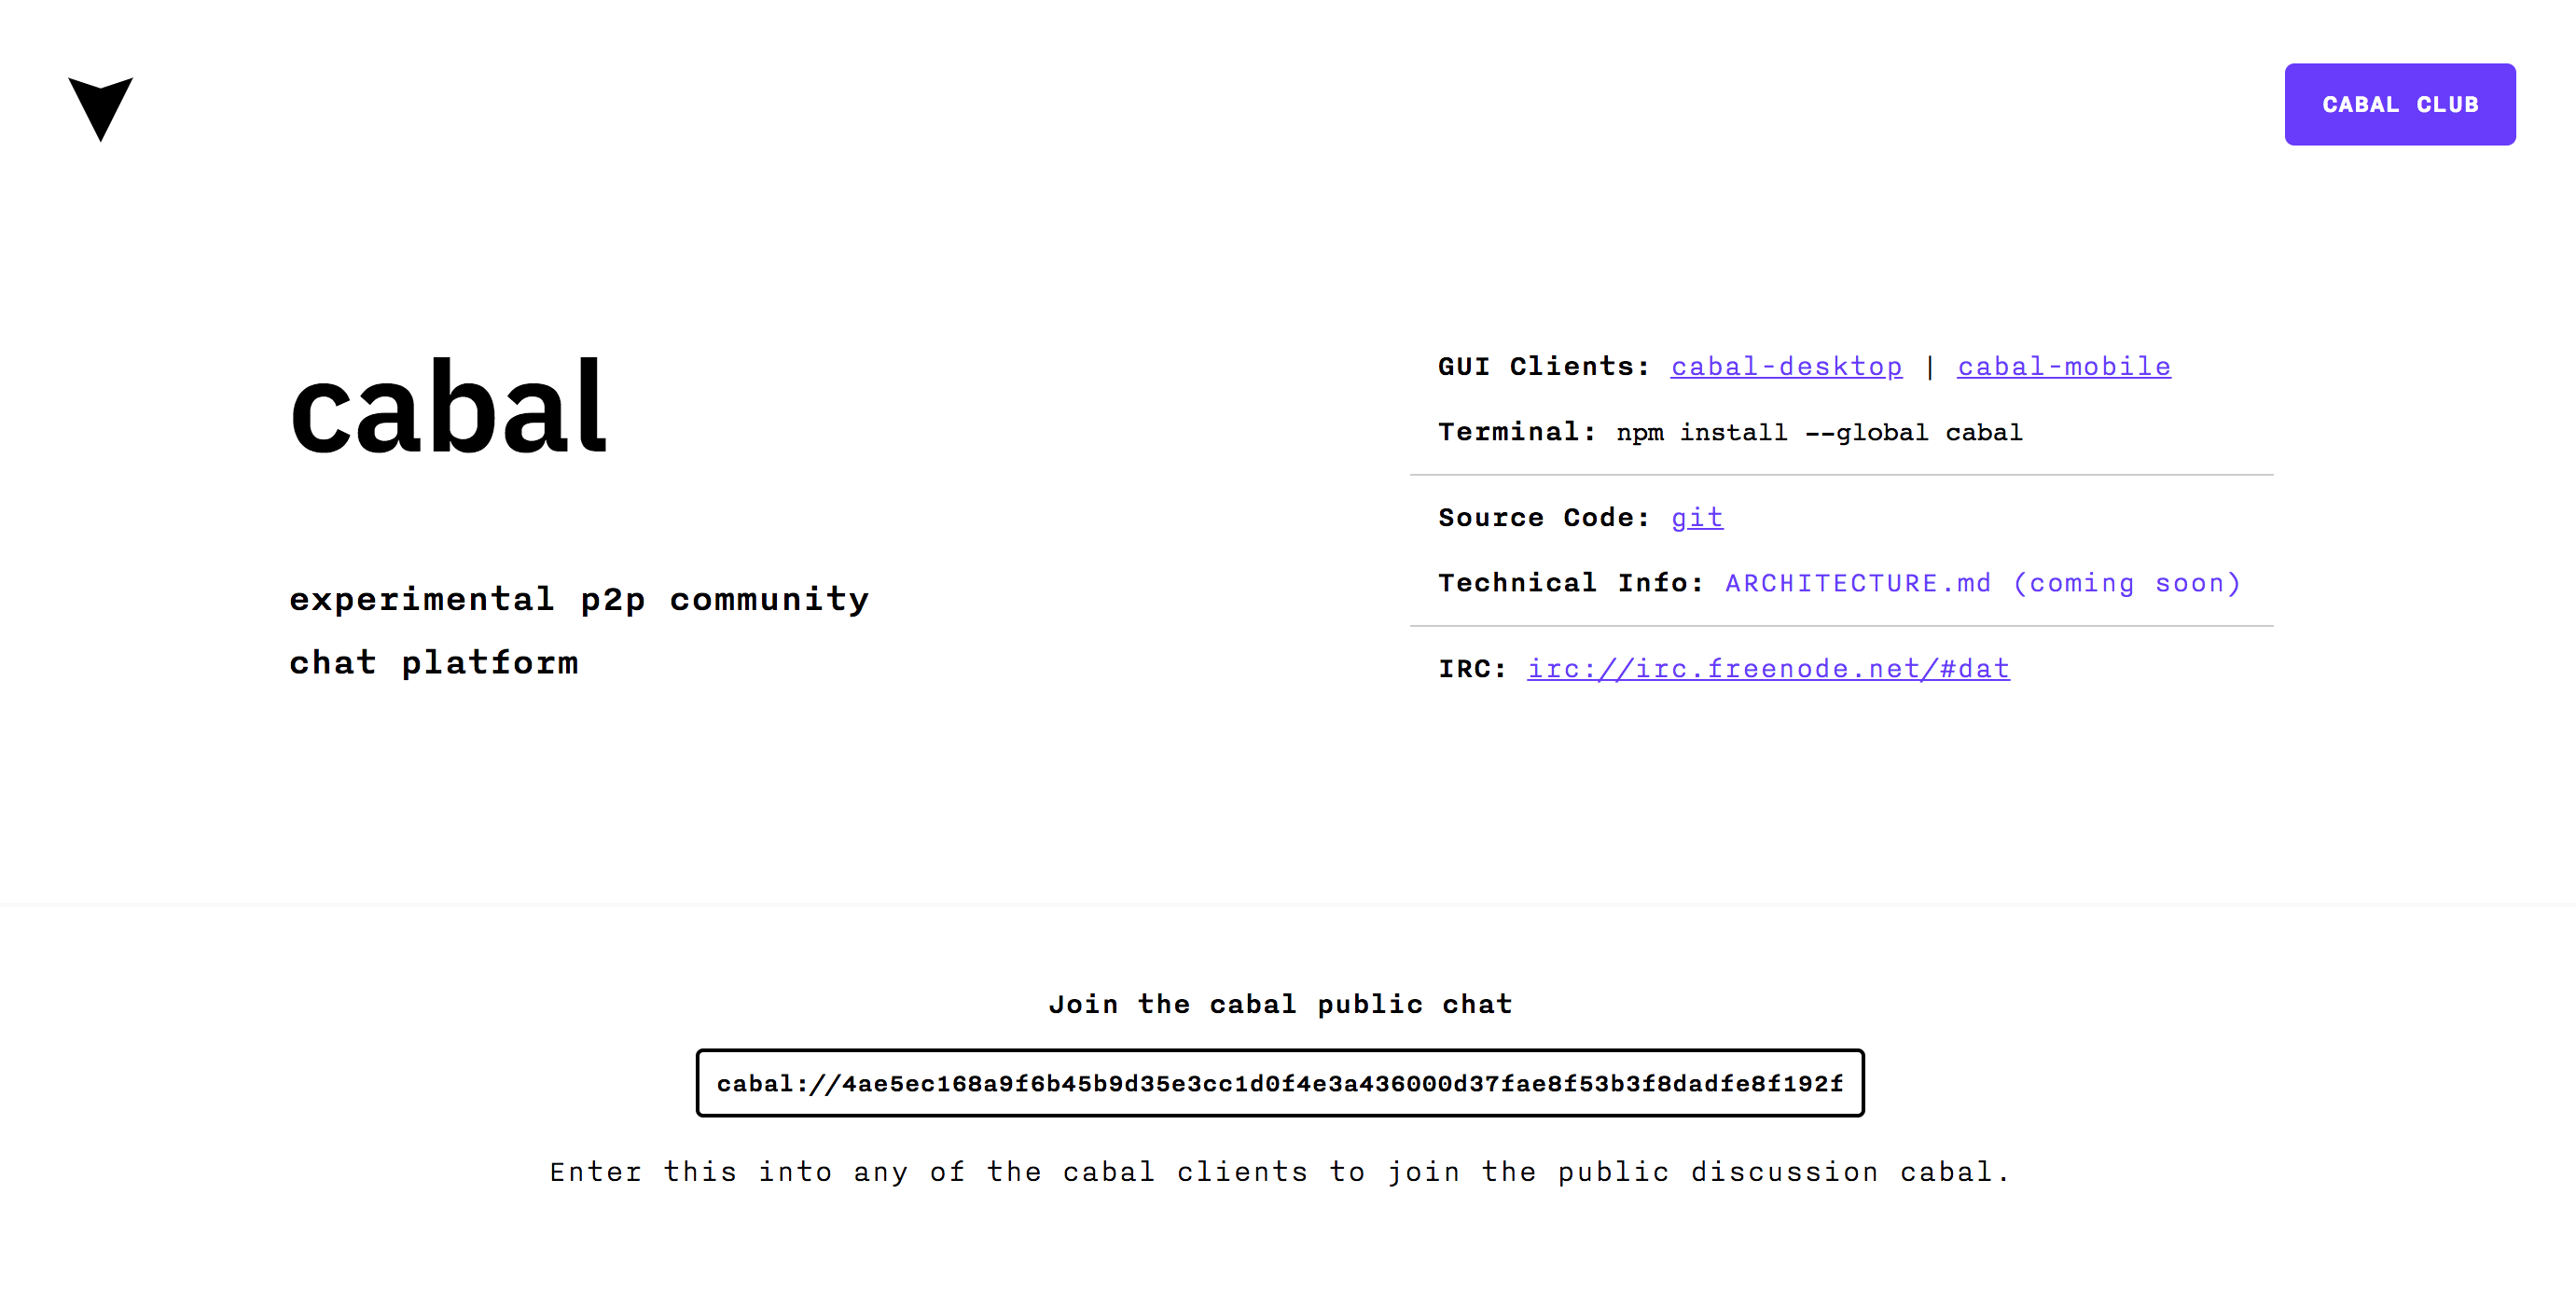 CABAL CLUB
cabal
experimental p2p community
chat platform
GUI Clients: cabal-desktop | cabal-mobile
Terminal: npm install --global cabal
Source Code: git
Technical Info: ARCHITECTURE.md (coming soon)
IRC: irc://irc.freenode.net/#dat
Join the cabal public chat
cabal://4ae5ec168a9f6b45b9d35e3cc1d0f4e3a436000d37fae8f53b3f8dadfe8f192f
Enter this into any of the cabal clients to join the public discussion cabal.